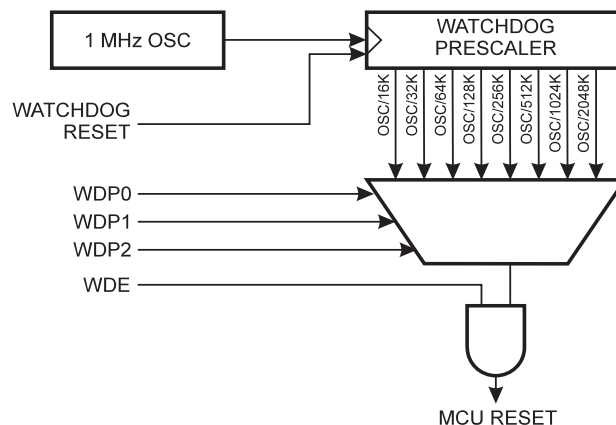 1 MHz OSC
WATCHDOG
PRESCALER
WATCHDOG
RESET
OSC/16K
OSC/32K
OSC/64K
OSC/128K
OSC/256K
OSC/512K
OSC/1024K
OSC/2048K
WDP0
WDP1
WDP2
WDE
MCU RESET